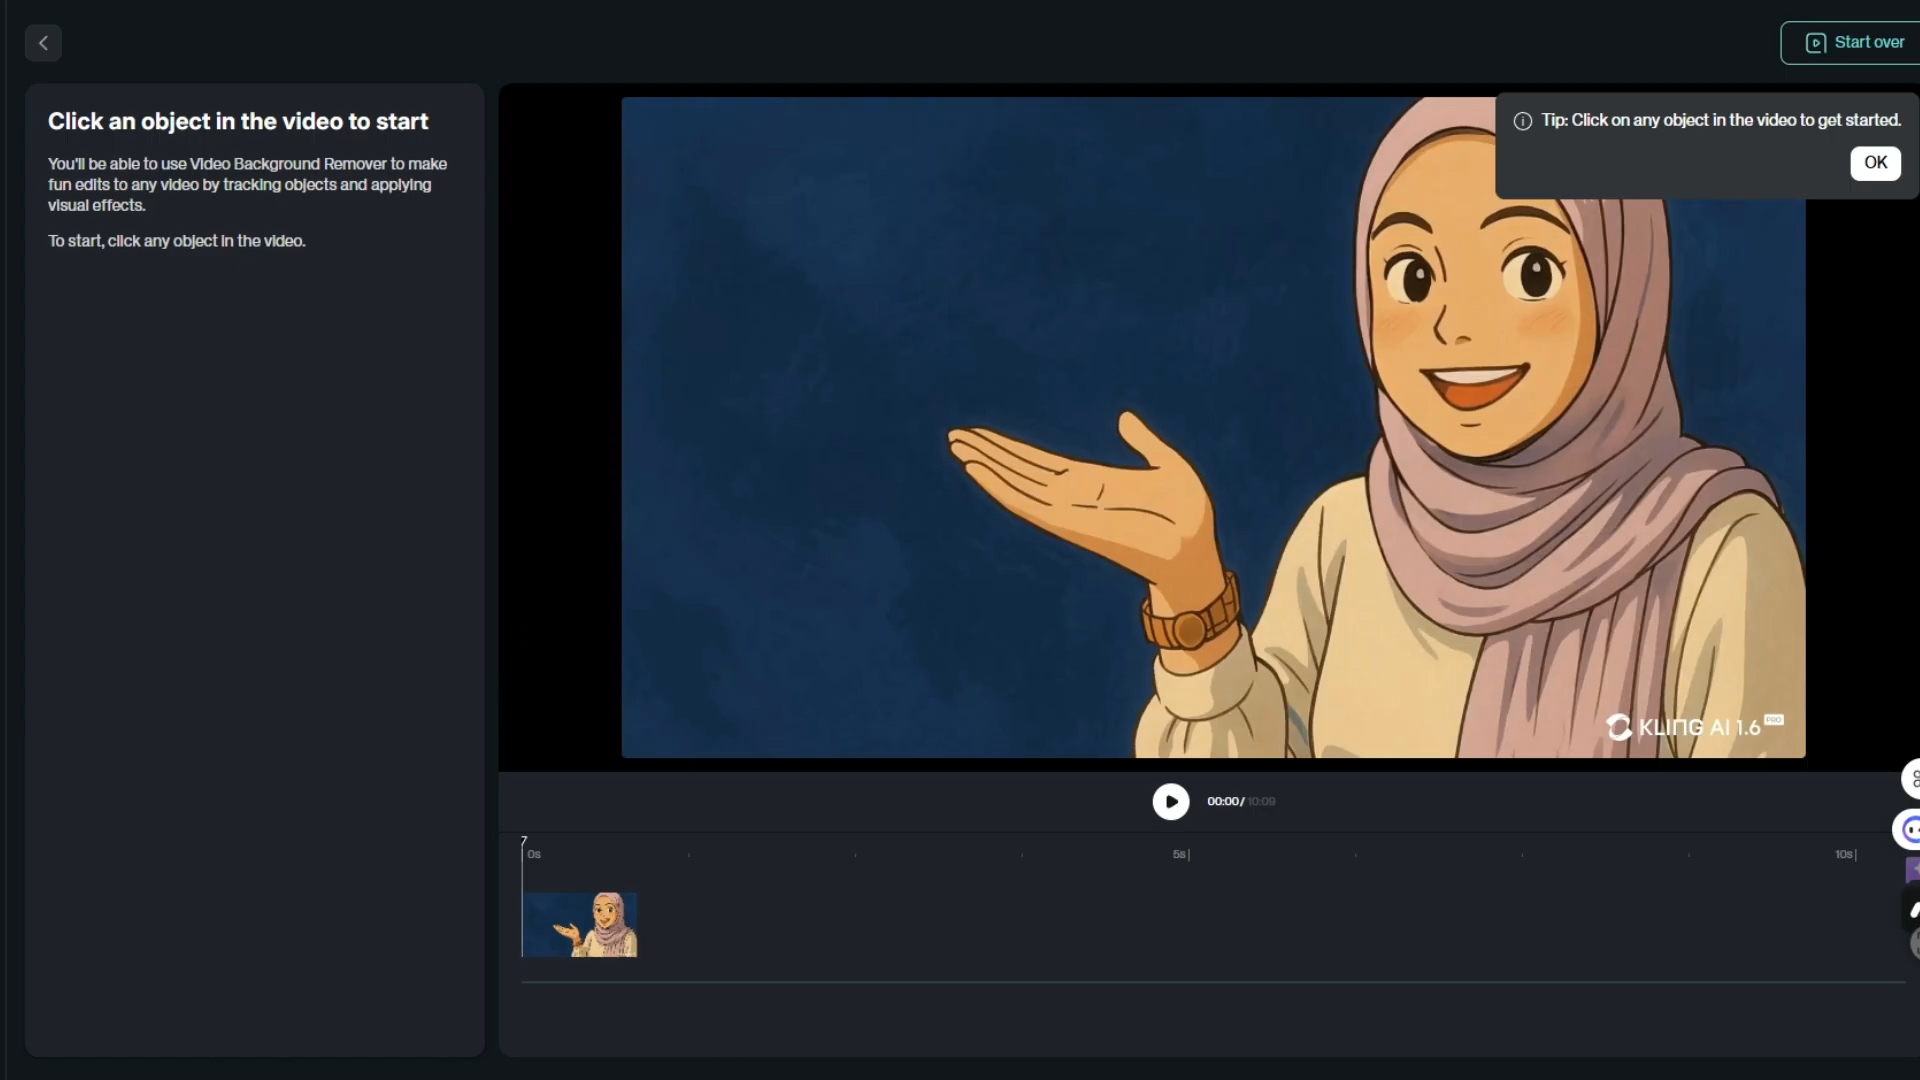 Start over
Click an object in the video to start
You'll be able to use Video Background Remover to make
fun edits to any video by tracking objects and applying
visual effects.
To start, click any object in the video.
Tip: Click on any object in the video to get started.
OK
KLING AI 1.6 PRO
00:00/ 10:09
0s
5s
10s